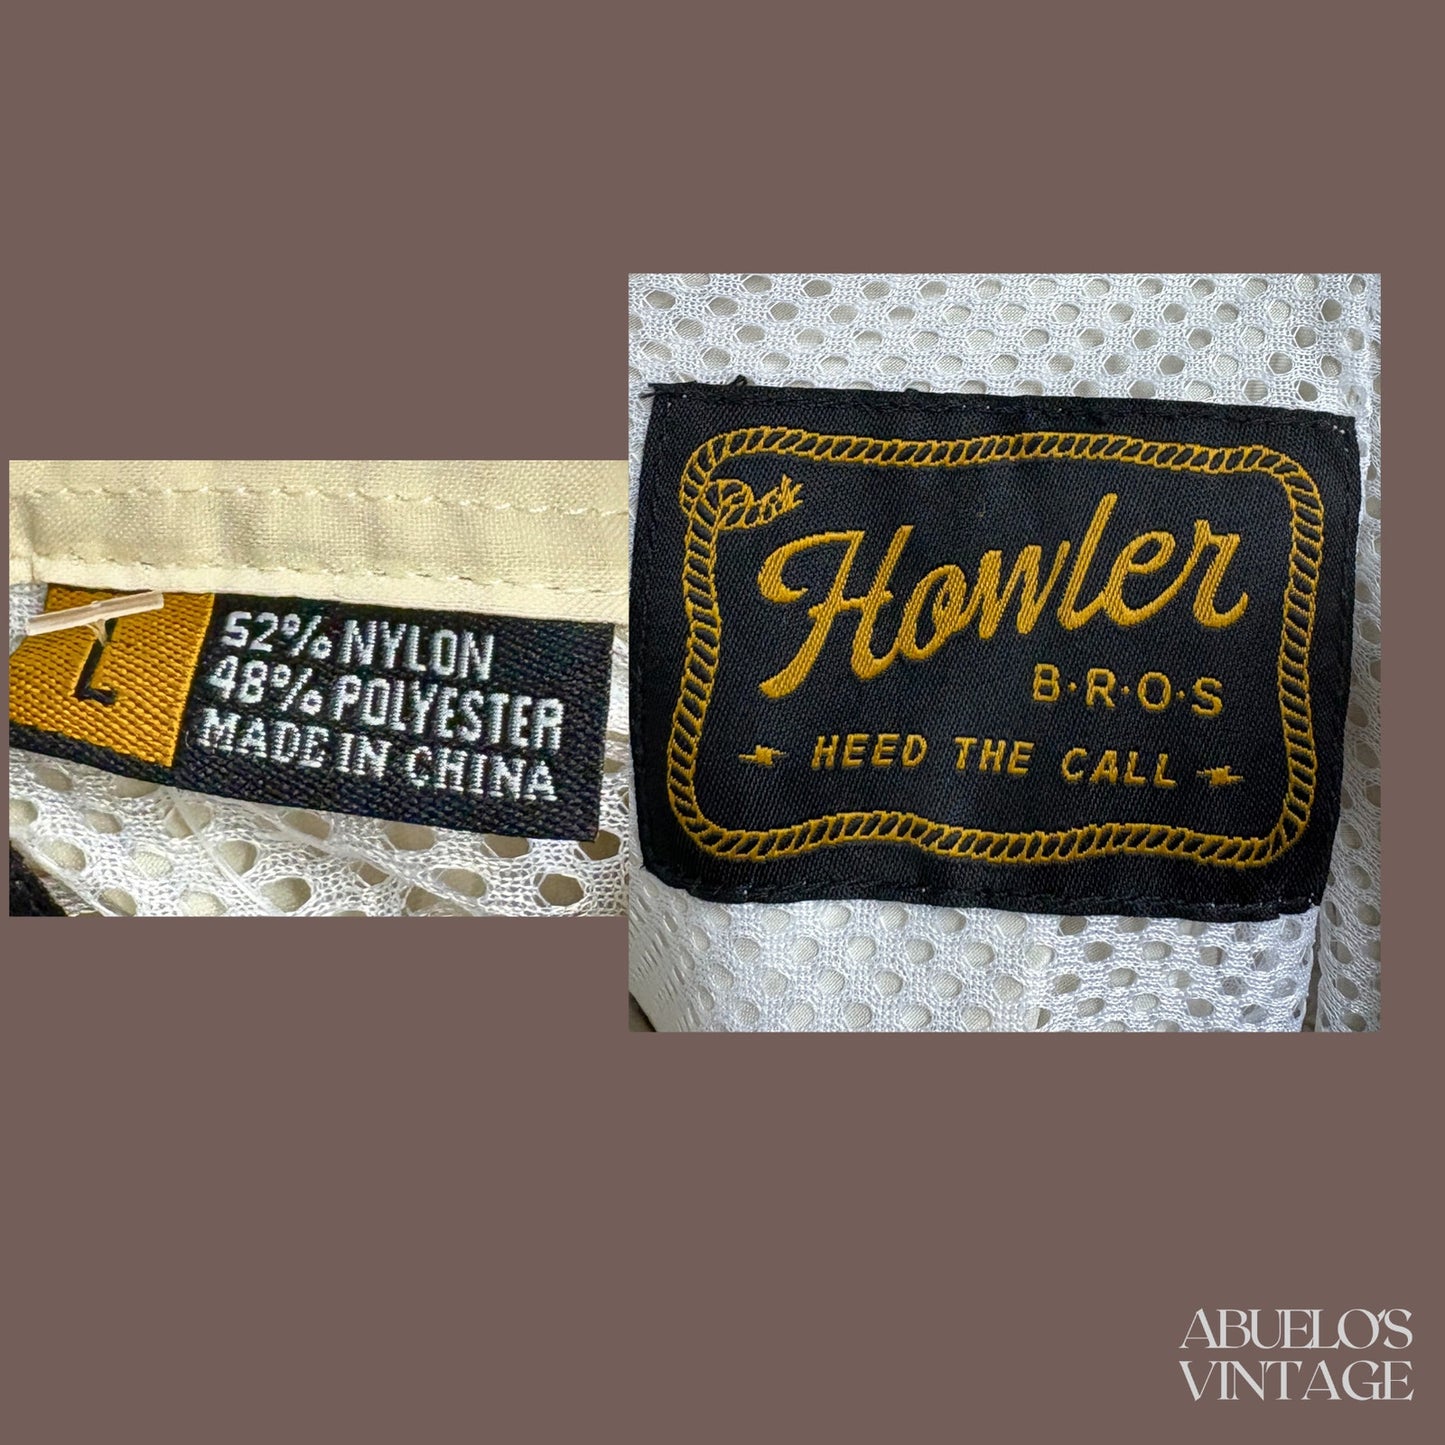 L
52% NYLON
48% POLYESTER
MADE IN CHINA
Howler
B·R·O·S
HEED THE CALL
ABUELO'S
VINTAGE